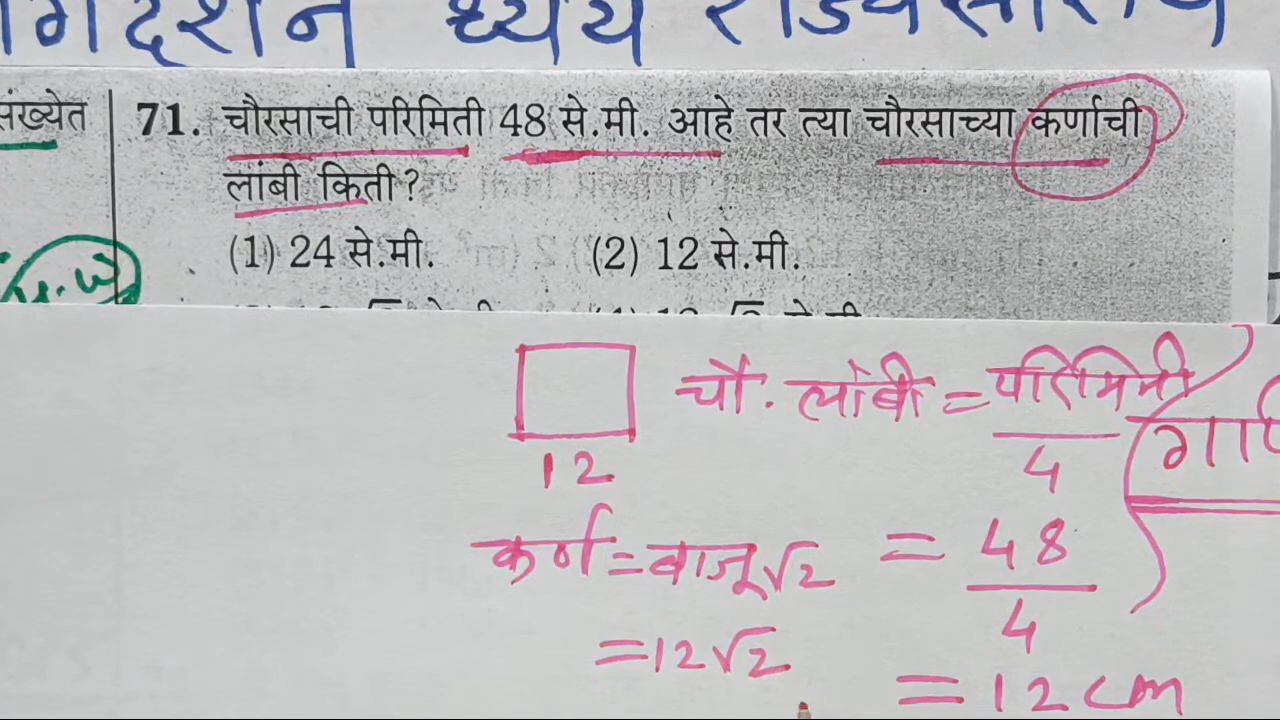 संख्येत
71. चौरसाची परिमिती 48 से.मी. आहे तर त्या चौरसाच्या कर्णाची
लांबी किती?
(1) 24 से.मी. (2) 12 से.मी.
चौ. लांबी = परिमिती
4
12
कर्ण = बाजू√2
= 48
4
= 12√2
= 12 cm